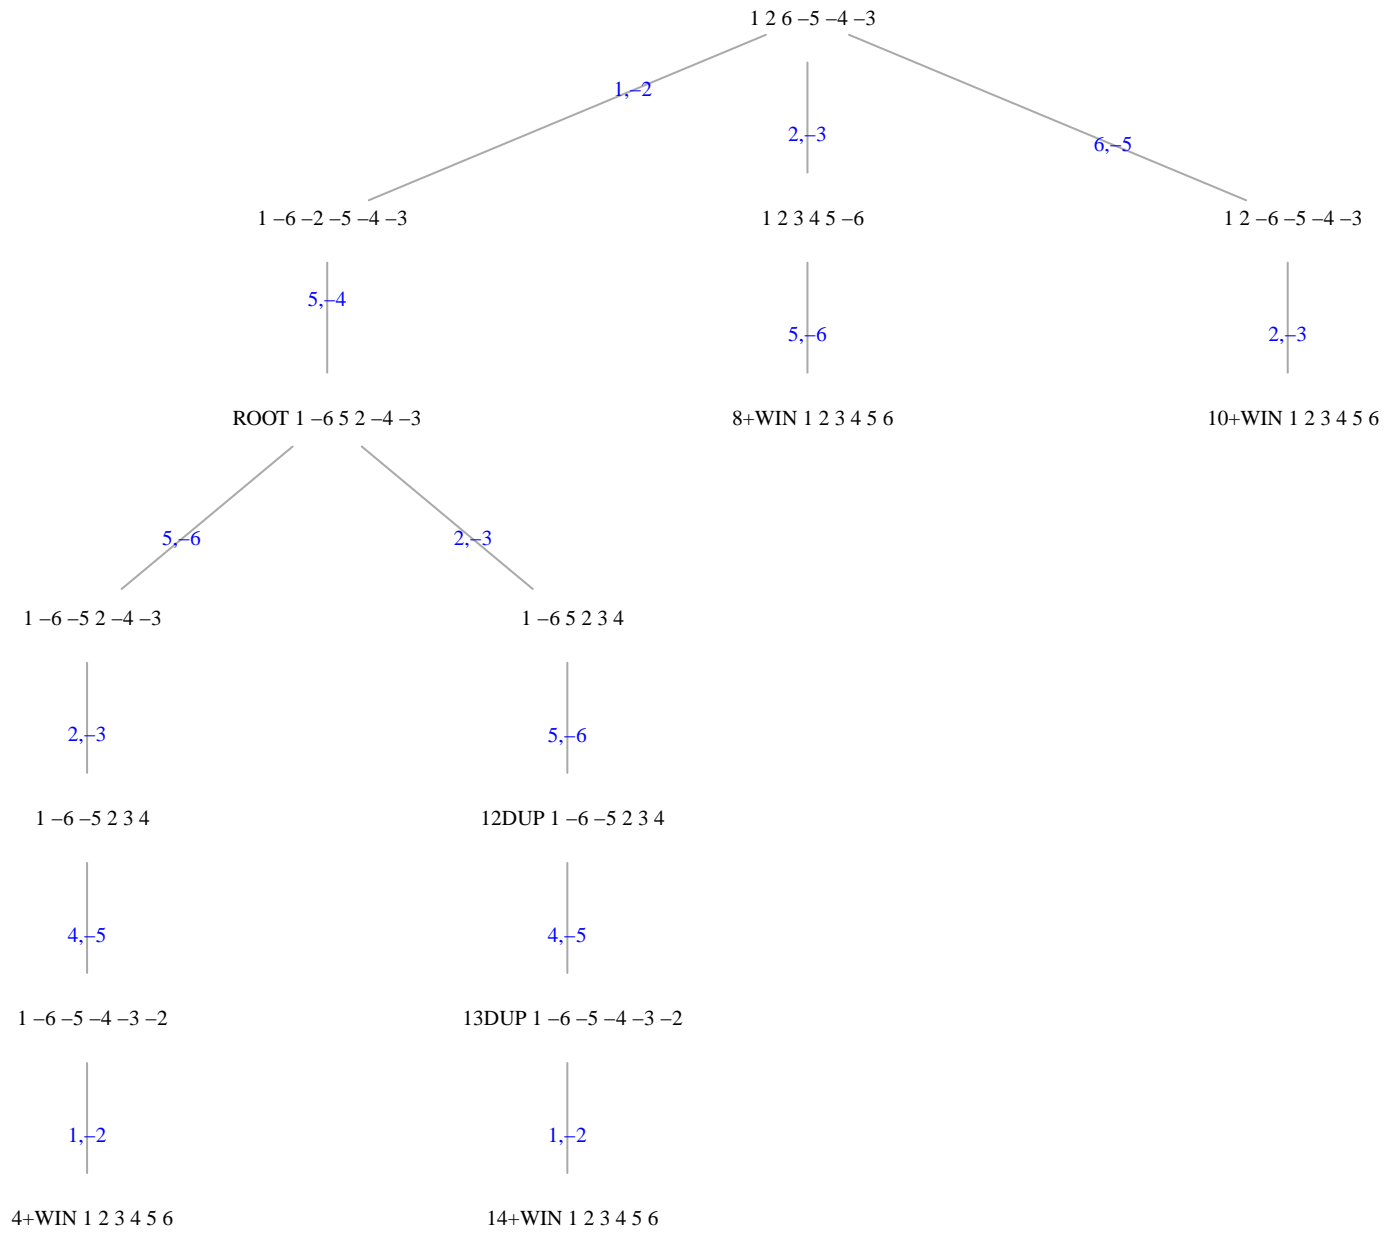 1 2 6 –5 –4 –3
1,–2
2,–3
6,–5
1 –6 –2 –5 –4 –3
1 2 3 4 5 –6
1 2 –6 –5 –4 –3
5,–4
5,–6
2,–3
ROOT 1 –6 5 2 –4 –3
8+WIN 1 2 3 4 5 6
10+WIN 1 2 3 4 5 6
5,–6
2,–3
1 –6 –5 2 –4 –3
1 –6 5 2 3 4
2,–3
5,–6
1 –6 –5 2 3 4
12DUP 1 –6 –5 2 3 4
4,–5
4,–5
1 –6 –5 –4 –3 –2
13DUP 1 –6 –5 –4 –3 –2
1,–2
1,–2
4+WIN 1 2 3 4 5 6
14+WIN 1 2 3 4 5 6